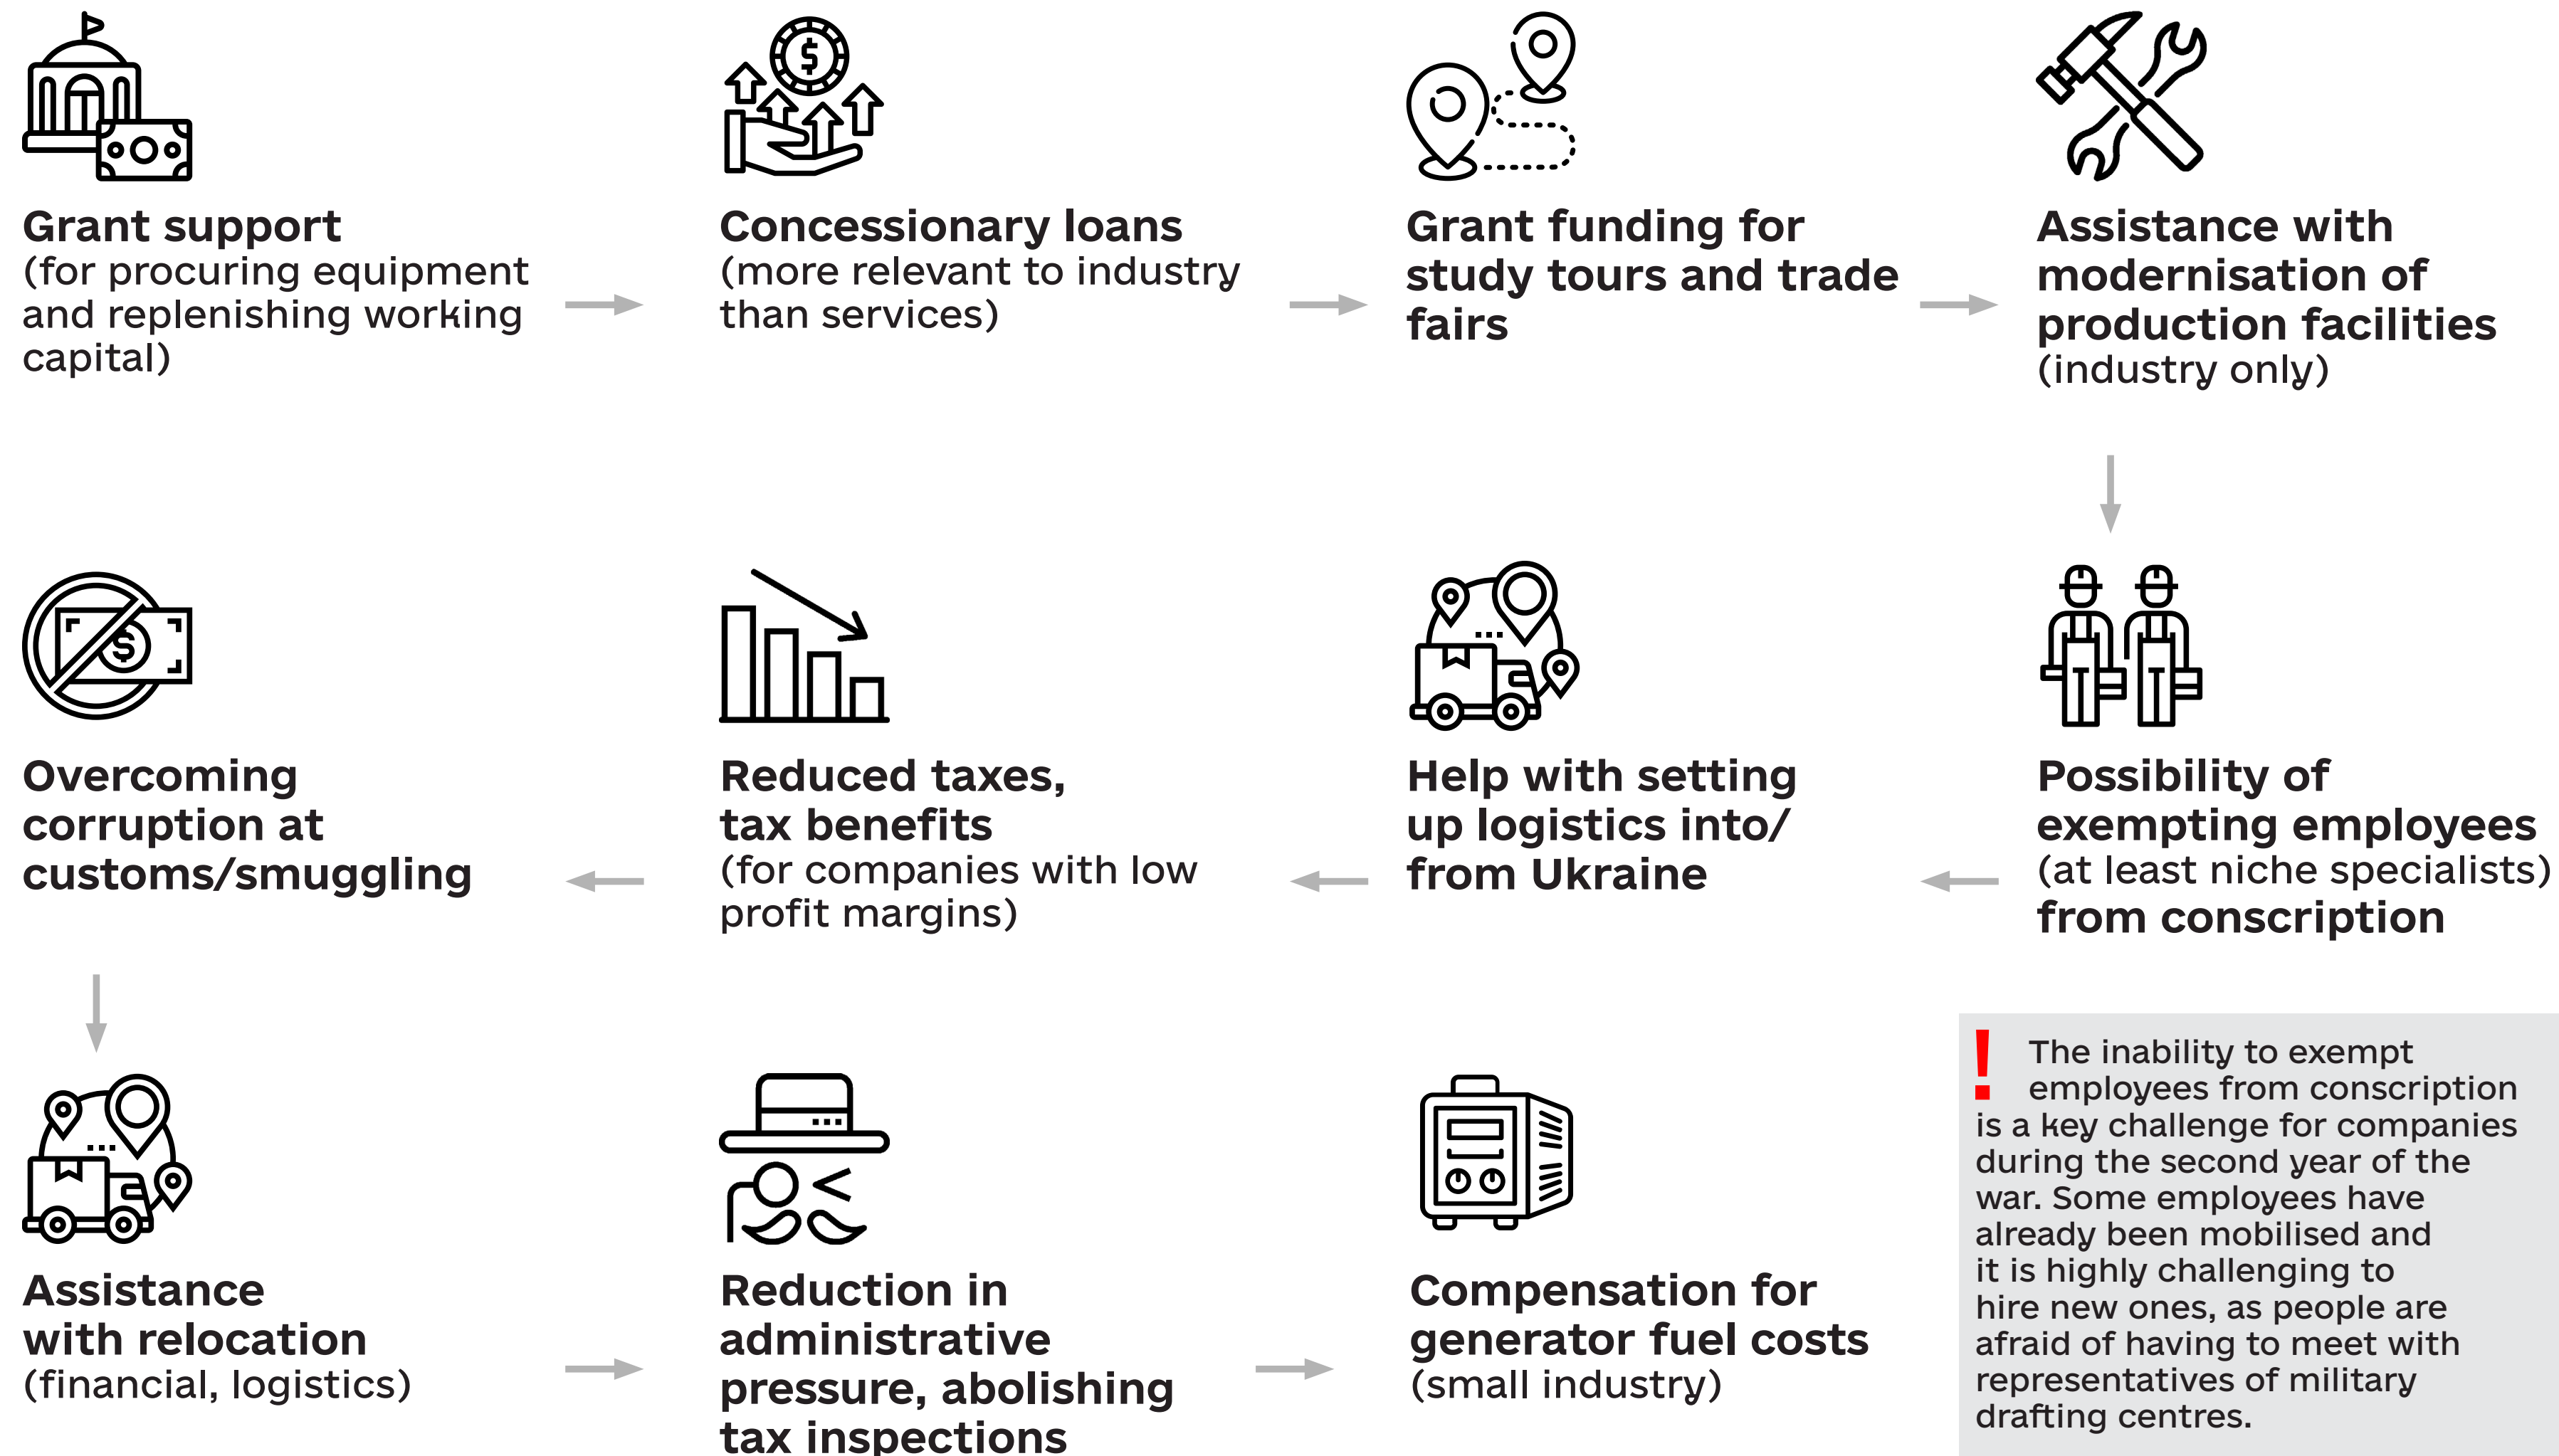 Grant support
(for procuring equipment
and replenishing working
capital)
Concessionary loans
(more relevant to industry
than services)
Grant funding for
study tours and trade
fairs
Assistance with
modernisation of
production facilities
(industry only)
Possibility of
exempting employees
(at least niche specialists)
from conscription
Help with setting
up logistics into/
from Ukraine
Reduced taxes,
tax benefits
(for companies with low
profit margins)
Overcoming
corruption at
customs/smuggling
Assistance
with relocation
(financial, logistics)
Reduction in
administrative
pressure, abolishing
tax inspections
Compensation for
generator fuel costs
(small industry)
! The inability to exempt
employees from conscription
is a key challenge for companies
during the second year of the
war. Some employees have
already been mobilised and
it is highly challenging to
hire new ones, as people are
afraid of having to meet with
representatives of military
drafting centres.